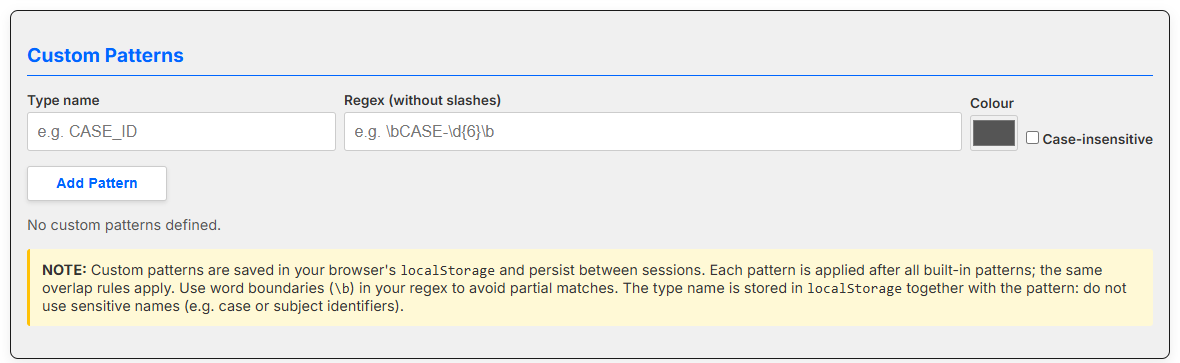 Custom Patterns
Type name
Regex (without slashes)
Colour
e.g. CASE_ID
e.g. \bCASE-\d{6}\b
Case-insensitive
Add Pattern
No custom patterns defined.
NOTE: Custom patterns are saved in your browser's localStorage and persist between sessions. Each pattern is applied after all built-in patterns; the same
overlap rules apply. Use word boundaries (\b) in your regex to avoid partial matches. The type name is stored in localStorage together with the pattern: do not
use sensitive names (e.g. case or subject identifiers).